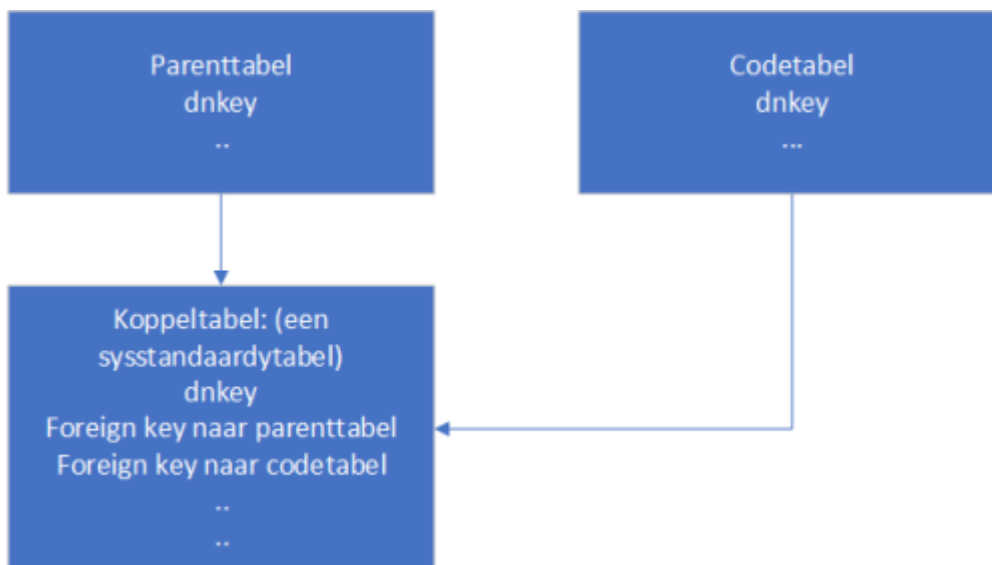 Parenttabel
dnkey
..
Codetabel
dnkey
...
Koppeltabel: (een
sysstandaardytabel)
dnkey
Foreign key naar parenttabel
Foreign key naar codetabel
..
..